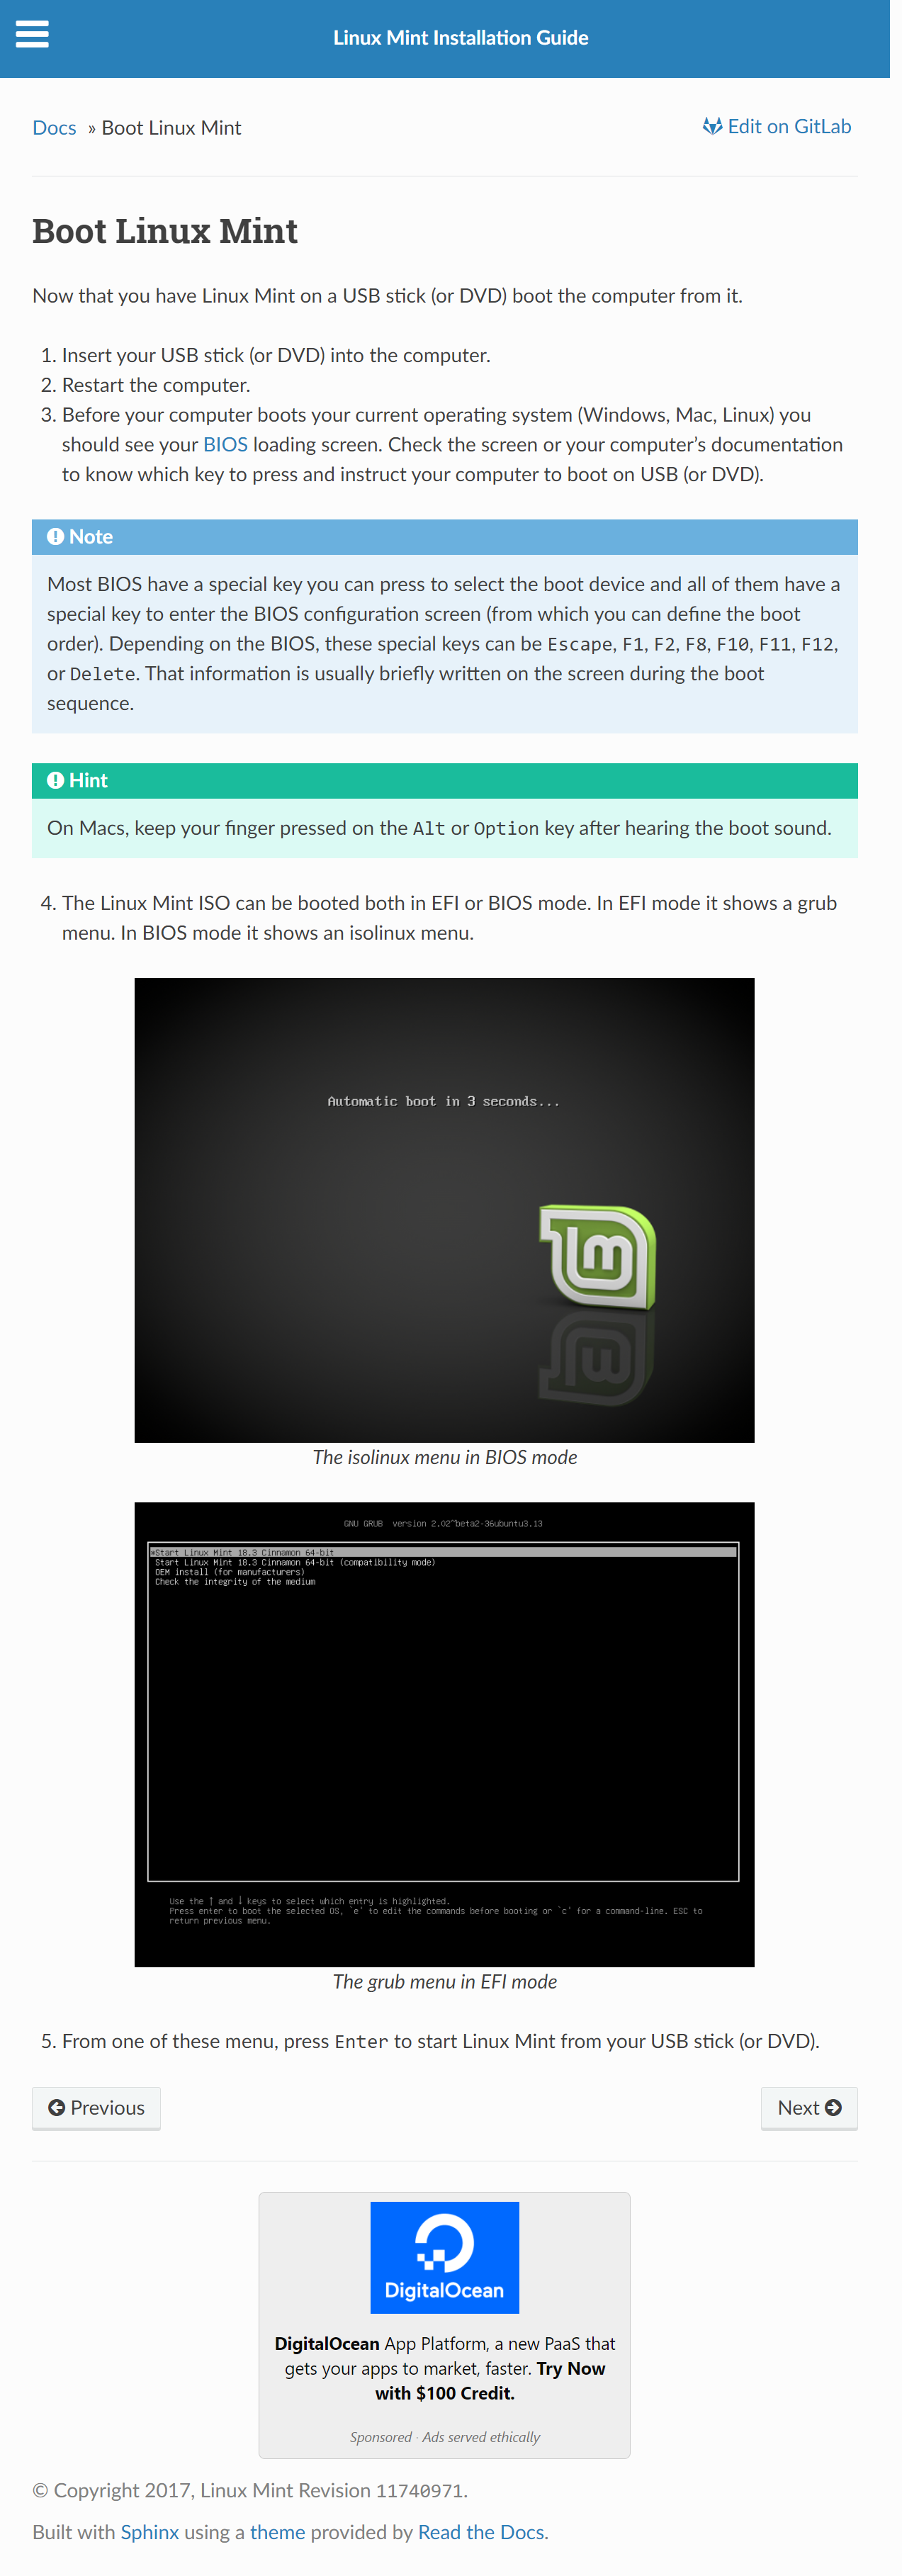 Linux Mint Installation Guide
Docs » Boot Linux Mint
Edit on GitLab
Boot Linux Mint
Now that you have Linux Mint on a USB stick (or DVD) boot the computer from it.
1. Insert your USB stick (or DVD) into the computer.
2. Restart the computer.
3. Before your computer boots your current operating system (Windows, Mac, Linux) you
should see your BIOS loading screen. Check the screen or your computer's documentation
to know which key to press and instruct your computer to boot on USB (or DVD).
Note
Most BIOS have a special key you can press to select the boot device and all of them have a
special key to enter the BIOS configuration screen (from which you can define the boot
order). Depending on the BIOS, these special keys can be Escape, F1, F2, F8, F10, F11, F12,
or Delete. That information is usually briefly written on the screen during the boot
sequence.
Hint
On Macs, keep your finger pressed on the Alt or Option key after hearing the boot sound.
4. The Linux Mint ISO can be booted both in EFI or BIOS mode. In EFI mode it shows a grub
menu. In BIOS mode it shows an isolinux menu.
Automatic boot in 3 seconds...
The isolinux menu in BIOS mode
GNU GRUB version 2.02~beta2-36ubuntu3.13
*Start Linux Mint 18.3 Cinnamon 64-bit
Start Linux Mint 18.3 Cinnamon 64-bit (compatibility mode)
OEM install (for manufacturers)
Check the integrity of the medium
Use the ↑ and ↓ keys to select which entry is highlighted.
Press enter to boot the selected OS, `e' to edit the commands before booting or `c' for a command-line. ESC to
return previous menu.
The grub menu in EFI mode
5. From one of these menu, press Enter to start Linux Mint from your USB stick (or DVD).
Previous
Next
DigitalOcean
DigitalOcean App Platform, a new PaaS that
gets your apps to market, faster. Try Now
with $100 Credit.
Sponsored · Ads served ethically
© Copyright 2017, Linux Mint Revision 11740971.
Built with Sphinx using a theme provided by Read the Docs.